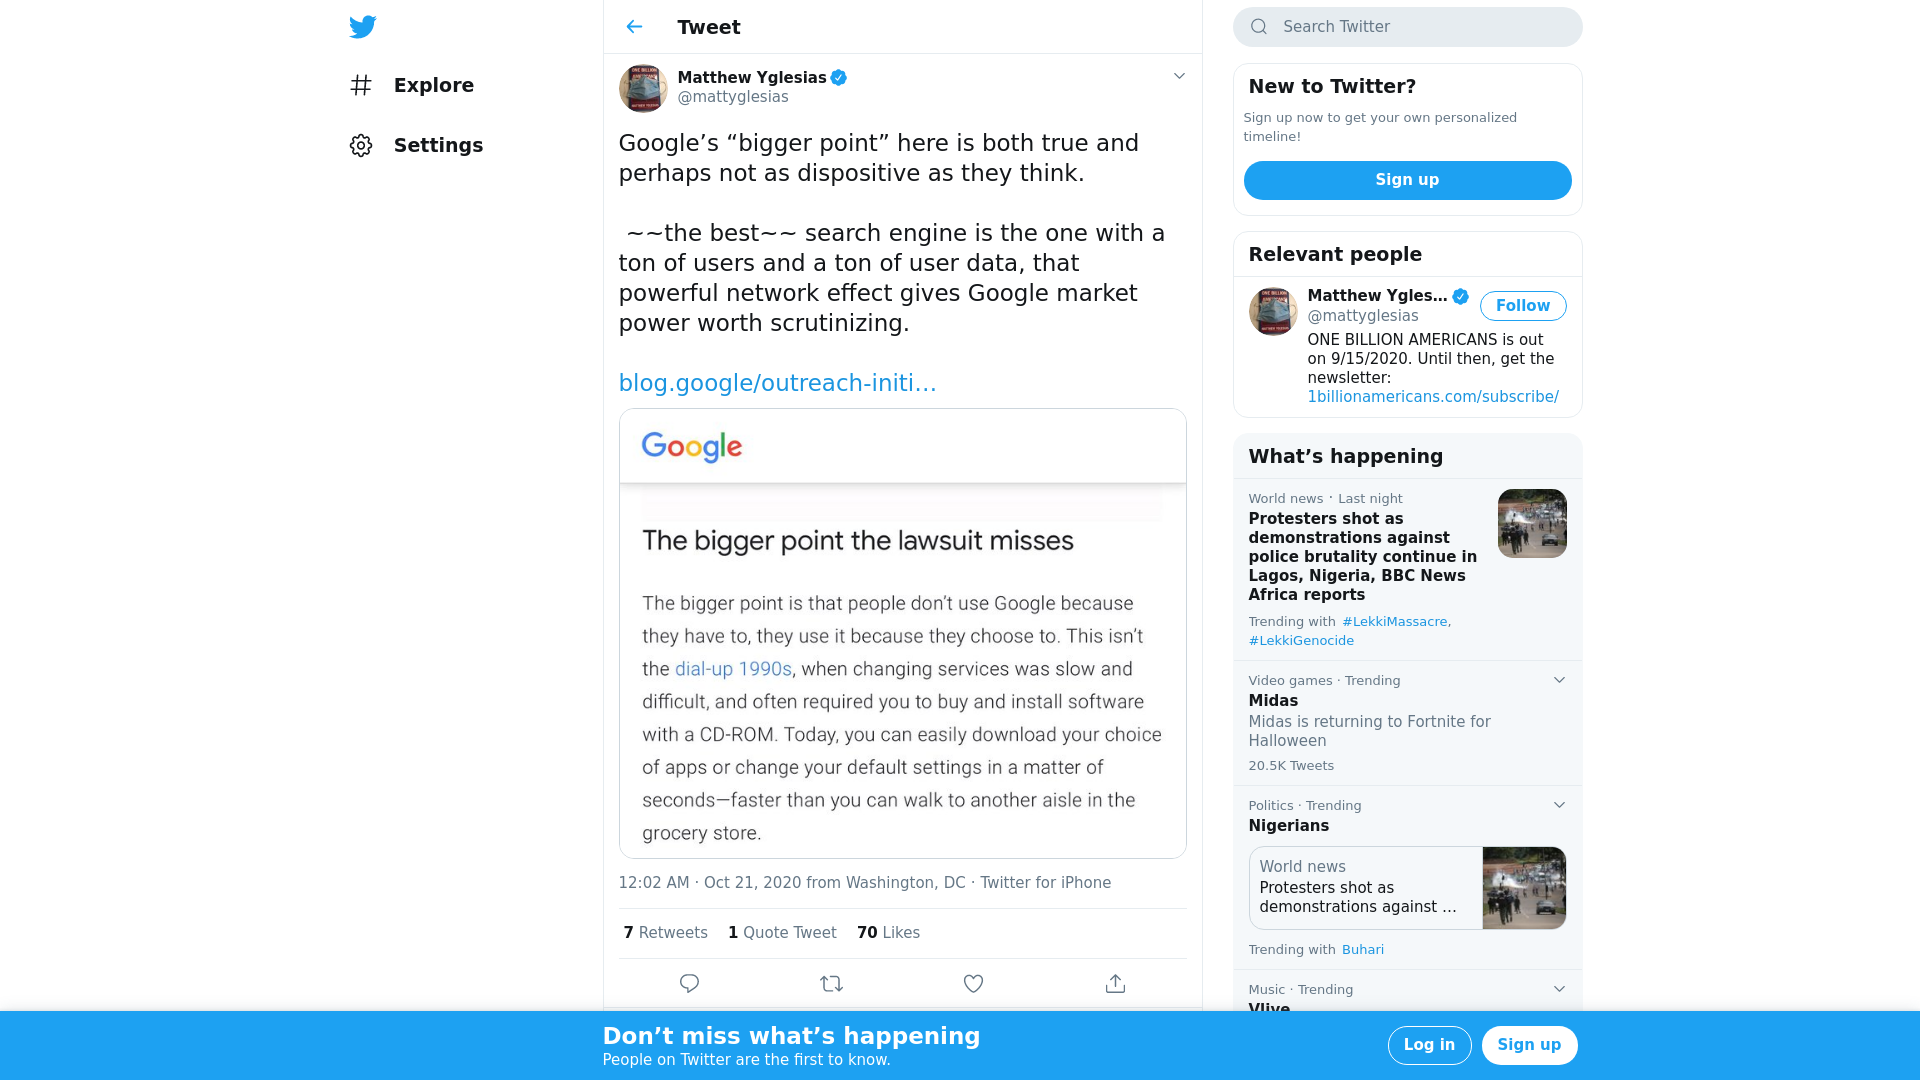 Explore
Settings
Tweet
Matthew Yglesias
@mattyglesias
Google’s “bigger point” here is both true and
perhaps not as dispositive as they think.
~~the best~~ search engine is the one with a
ton of users and a ton of user data, that
powerful network effect gives Google market
power worth scrutinizing.
blog.google/outreach-initi…
Google
The bigger point the lawsuit misses
The bigger point is that people don’t use Google because
they have to, they use it because they choose to. This isn’t
the dial-up 1990s, when changing services was slow and
difficult, and often required you to buy and install software
with a CD-ROM. Today, you can easily download your choice
of apps or change your default settings in a matter of
seconds—faster than you can walk to another aisle in the
grocery store.
12:02 AM · Oct 21, 2020 from Washington, DC · Twitter for iPhone
7 Retweets 1 Quote Tweet 70 Likes
Search Twitter
New to Twitter?
Sign up now to get your own personalized
timeline!
Sign up
Relevant people
Matthew Ygles…
@mattyglesias
Follow
ONE BILLION AMERICANS is out
on 9/15/2020. Until then, get the
newsletter:
1billionamericans.com/subscribe/
What’s happening
World news · Last night
Protesters shot as
demonstrations against
police brutality continue in
Lagos, Nigeria, BBC News
Africa reports
Trending with #LekkiMassacre,
#LekkiGenocide
Video games · Trending
Midas
Midas is returning to Fortnite for
Halloween
20.5K Tweets
Politics · Trending
Nigerians
World news
Protesters shot as
demonstrations against …
Trending with Buhari
Music · Trending
Vlive
Don’t miss what’s happening
People on Twitter are the first to know.
Log in
Sign up